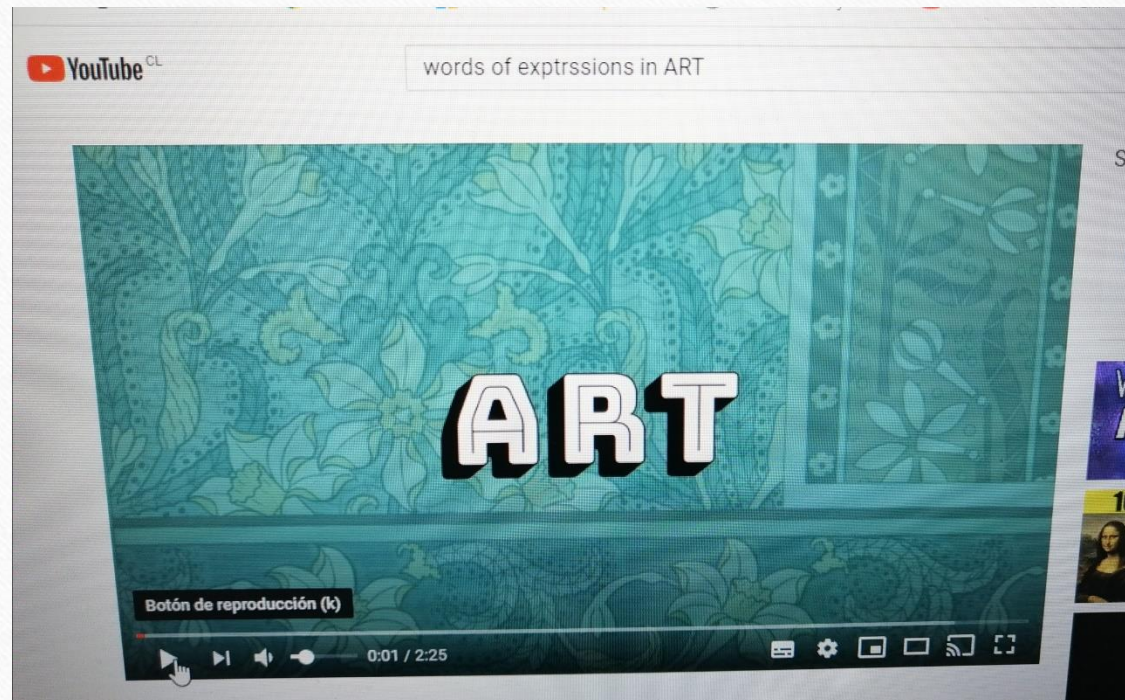 YouTube CL
words of exptrssions in ART
ART
Botón de reproducción (k)
0:01 / 2:25